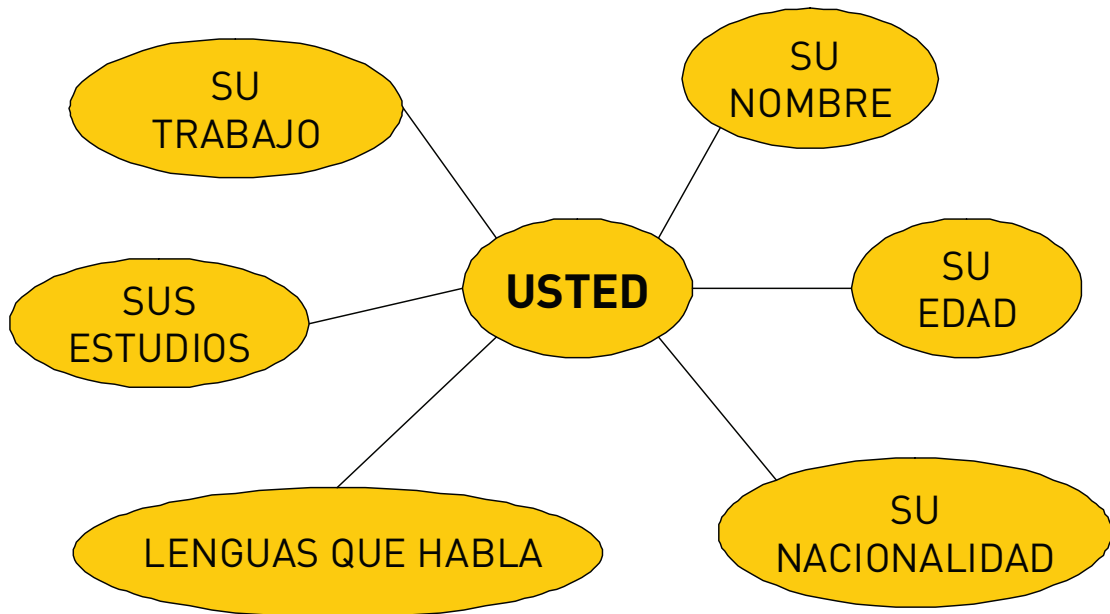 SU
TRABAJO
SU
NOMBRE
SUS
ESTUDIOS
USTED
SU
EDAD
LENGUAS QUE HABLA
SU
NACIONALIDAD